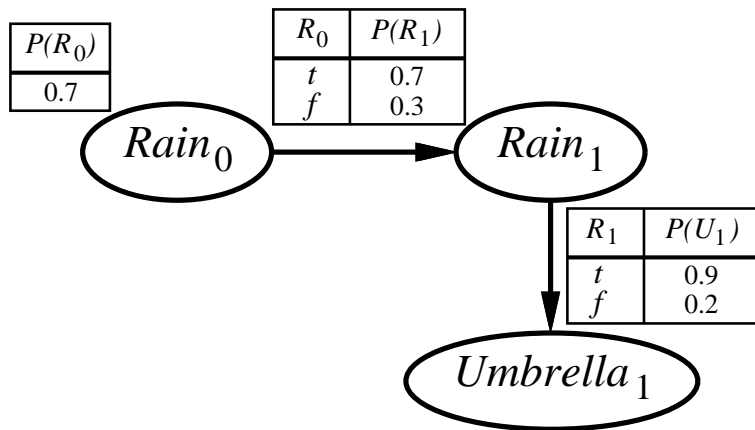 P(R0)
0.7
R0 P(R1)
t 0.7
f 0.3
Rain0
Rain1
R1 P(U1)
t 0.9
f 0.2
Umbrella1